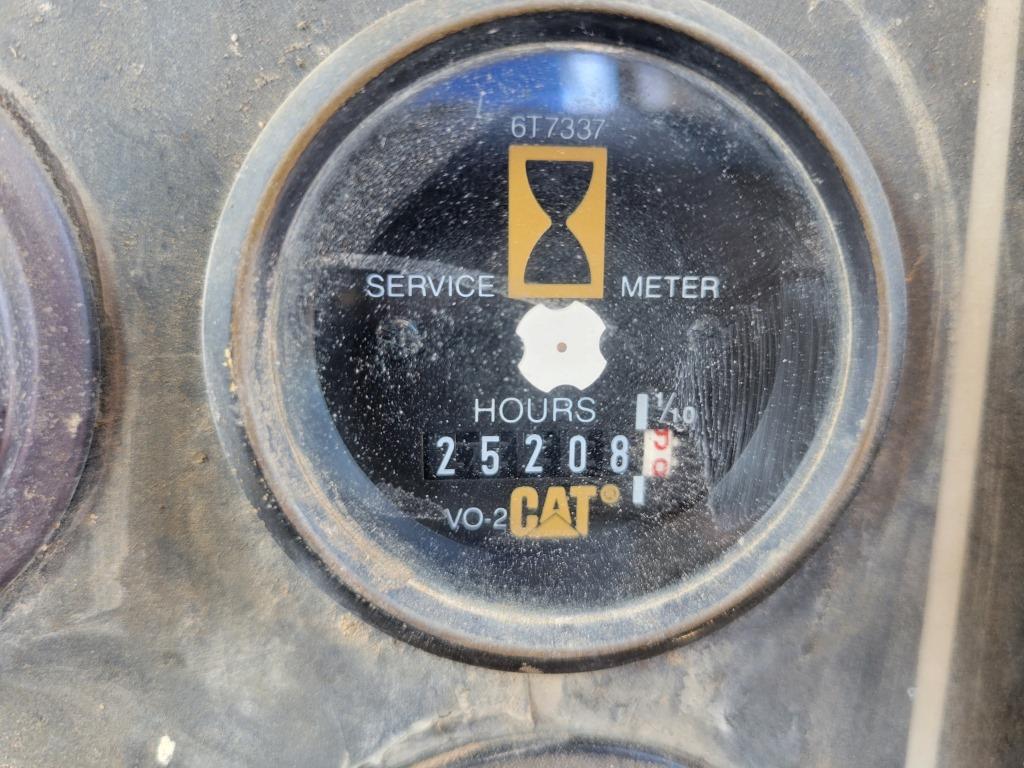 6T7337
SERVICE METER
HOURS 1/10
25208
VO-2 CAT®